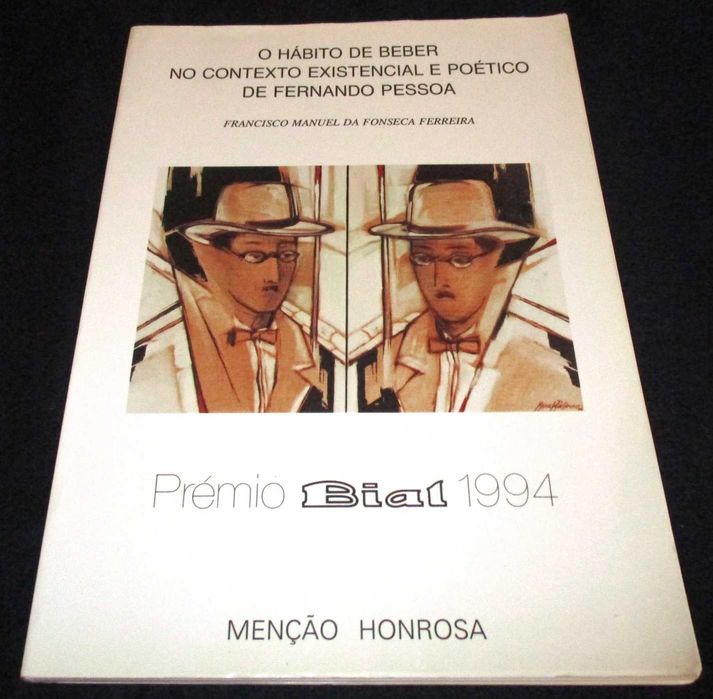 O HÁBITO DE BEBER
NO CONTEXTO EXISTENCIAL E POÉTICO
DE FERNANDO PESSOA
FRANCISCO MANUEL DA FONSECA FERREIRA
Prémio Bial 1994
MENÇÃO HONROSA